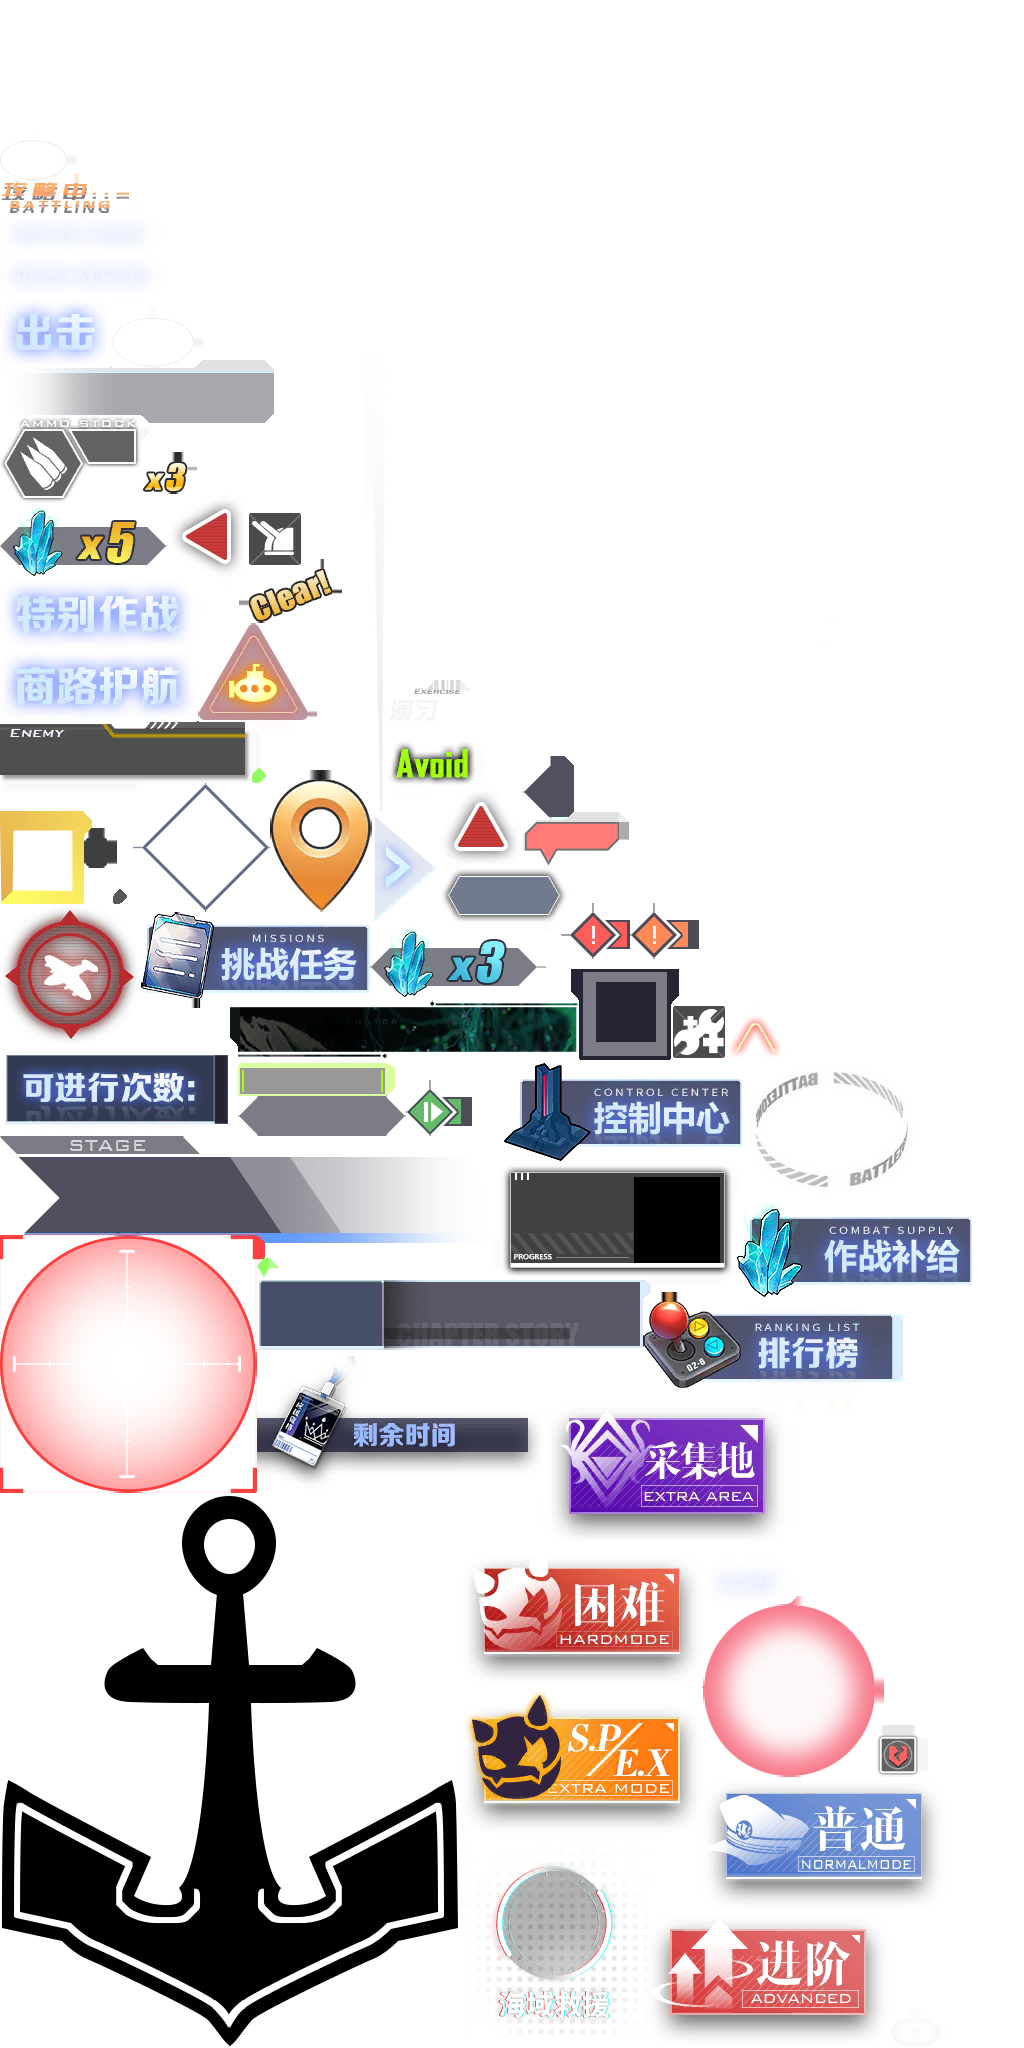 攻略中...
BATTLING
出击
AMMO STOCK
x3
x5
Clear!
特别作战
商路护航
EXERCISE
演习
ENEMY
Avoid
MISSIONS
挑战任务
x3
可进行次数:
CONTROL CENTER
控制中心
STAGE
BATTLE
PROGRESS
COMBAT SUPPLY
作战补给
CHAPTER STORY
RANKING LIST
排行榜
02-8
剩余时间
采集地
EXTRA AREA
困难
HARDMODE
S.P/E.X
EXTRA MODE
普通
NORMALMODE
海域救援
进阶
ADVANCED